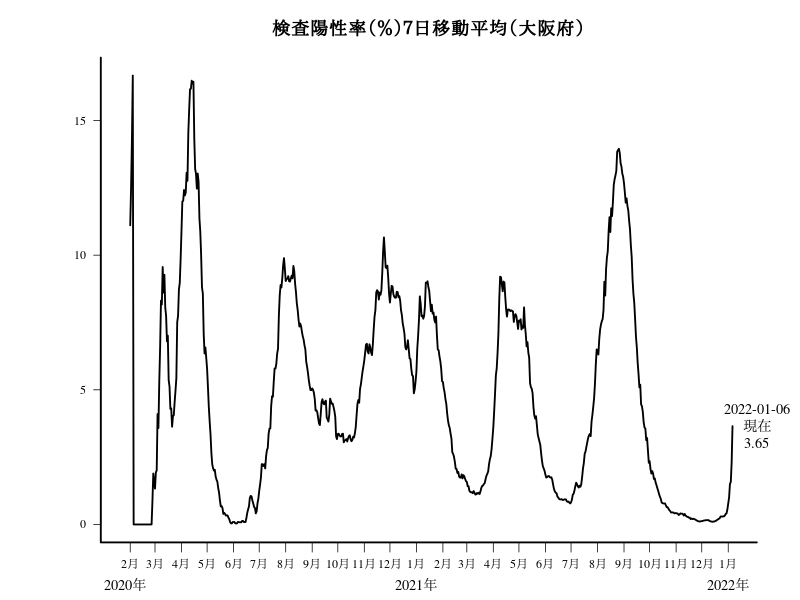 検査陽性率(%)7日移動平均(大阪府)
15
10
5
0
2022-01-06
現在
3.65
2月 3月 4月 5月 6月 7月 8月 9月 10月 11月 12月 1月 2月 3月 4月 5月 6月 7月 8月 9月 10月 11月 12月 1月
2020年 2021年 2022年